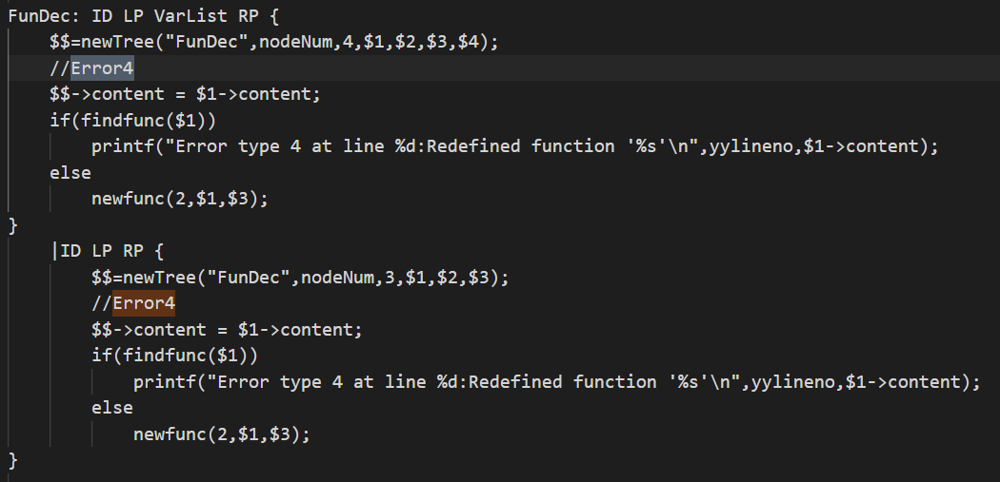 FunDec: ID LP VarList RP {
    $$=newTree("FunDec",nodeNum,4,$1,$2,$3,$4);
    //Error4
    $$->content = $1->content;
    if(findfunc($1))
        printf("Error type 4 at line %d:Redefined function '%s'\n",yylineno,$1->content);
    else
        newfunc(2,$1,$3);
}
    |ID LP RP {
        $$=newTree("FunDec",nodeNum,3,$1,$2,$3);
        //Error4
        $$->content = $1->content;
        if(findfunc($1))
            printf("Error type 4 at line %d:Redefined function '%s'\n",yylineno,$1->content);
        else
            newfunc(2,$1,$3);
}